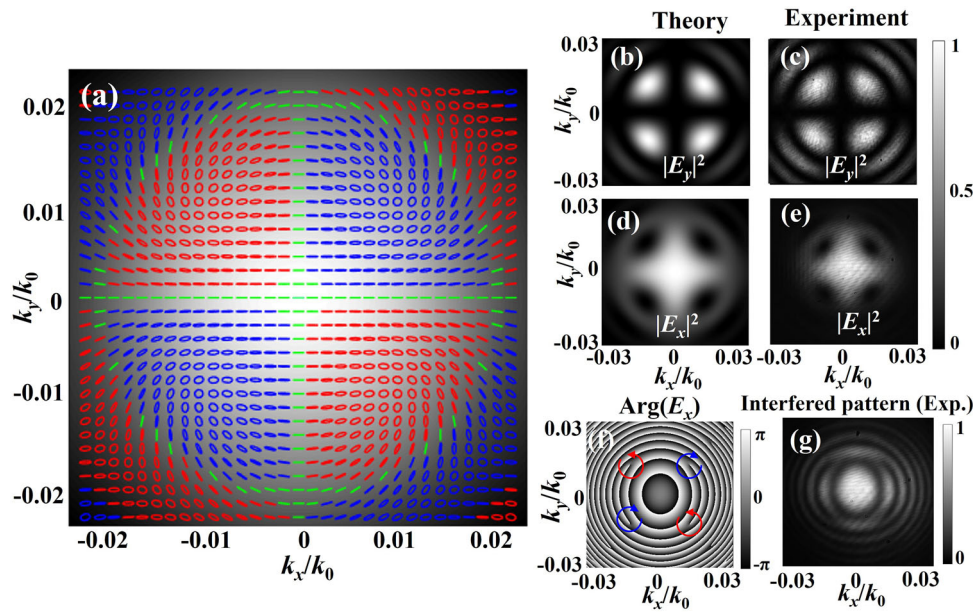 Theory
Experiment
(a)
0.02
0.01
0
-0.01
-0.02
k_y/k_0
-0.02
-0.01
0
0.01
0.02
k_x/k_0
(b)
0.03
0
-0.03
k_y/k_0
|E_y|²
(c)
|E_y|²
(d)
0.03
0
-0.03
k_y/k_0
|E_x|²
-0.03
0
0.03
k_x/k_0
(e)
|E_x|²
-0.03
0
0.03
k_x/k_0
1
0.5
0
Arg(E_x)
(f)
0.03
0
-0.03
k_y/k_0
-0.03
0
0.03
k_x/k_0
π
0
-π
Interfered pattern (Exp.)
(g)
-0.03
0
0.03
k_x/k_0
1
0